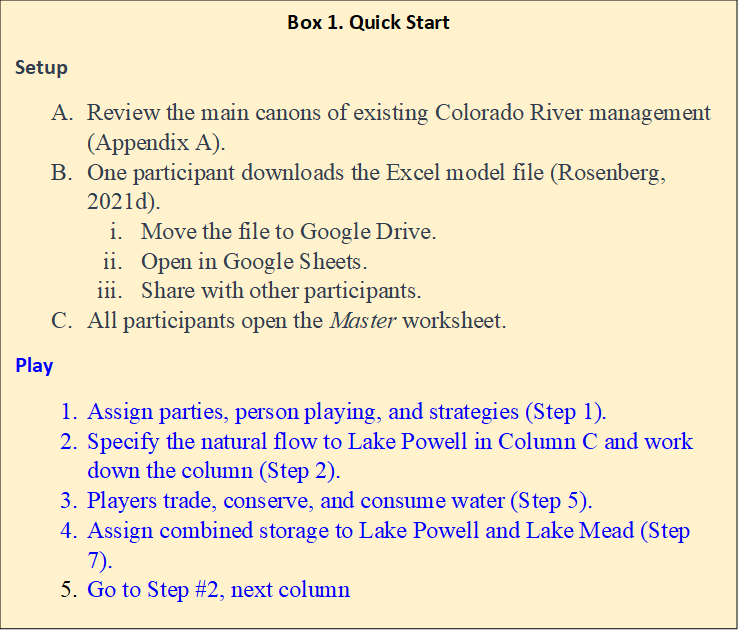 Box 1. Quick Start
Setup
A. Review the main canons of existing Colorado River management
(Appendix A).
B. One participant downloads the Excel model file (Rosenberg,
2021d).
i. Move the file to Google Drive.
ii. Open in Google Sheets.
iii. Share with other participants.
C. All participants open the Master worksheet.
Play
1. Assign parties, person playing, and strategies (Step 1).
2. Specify the natural flow to Lake Powell in Column C and work
down the column (Step 2).
3. Players trade, conserve, and consume water (Step 5).
4. Assign combined storage to Lake Powell and Lake Mead (Step
7).
5. Go to Step #2, next column